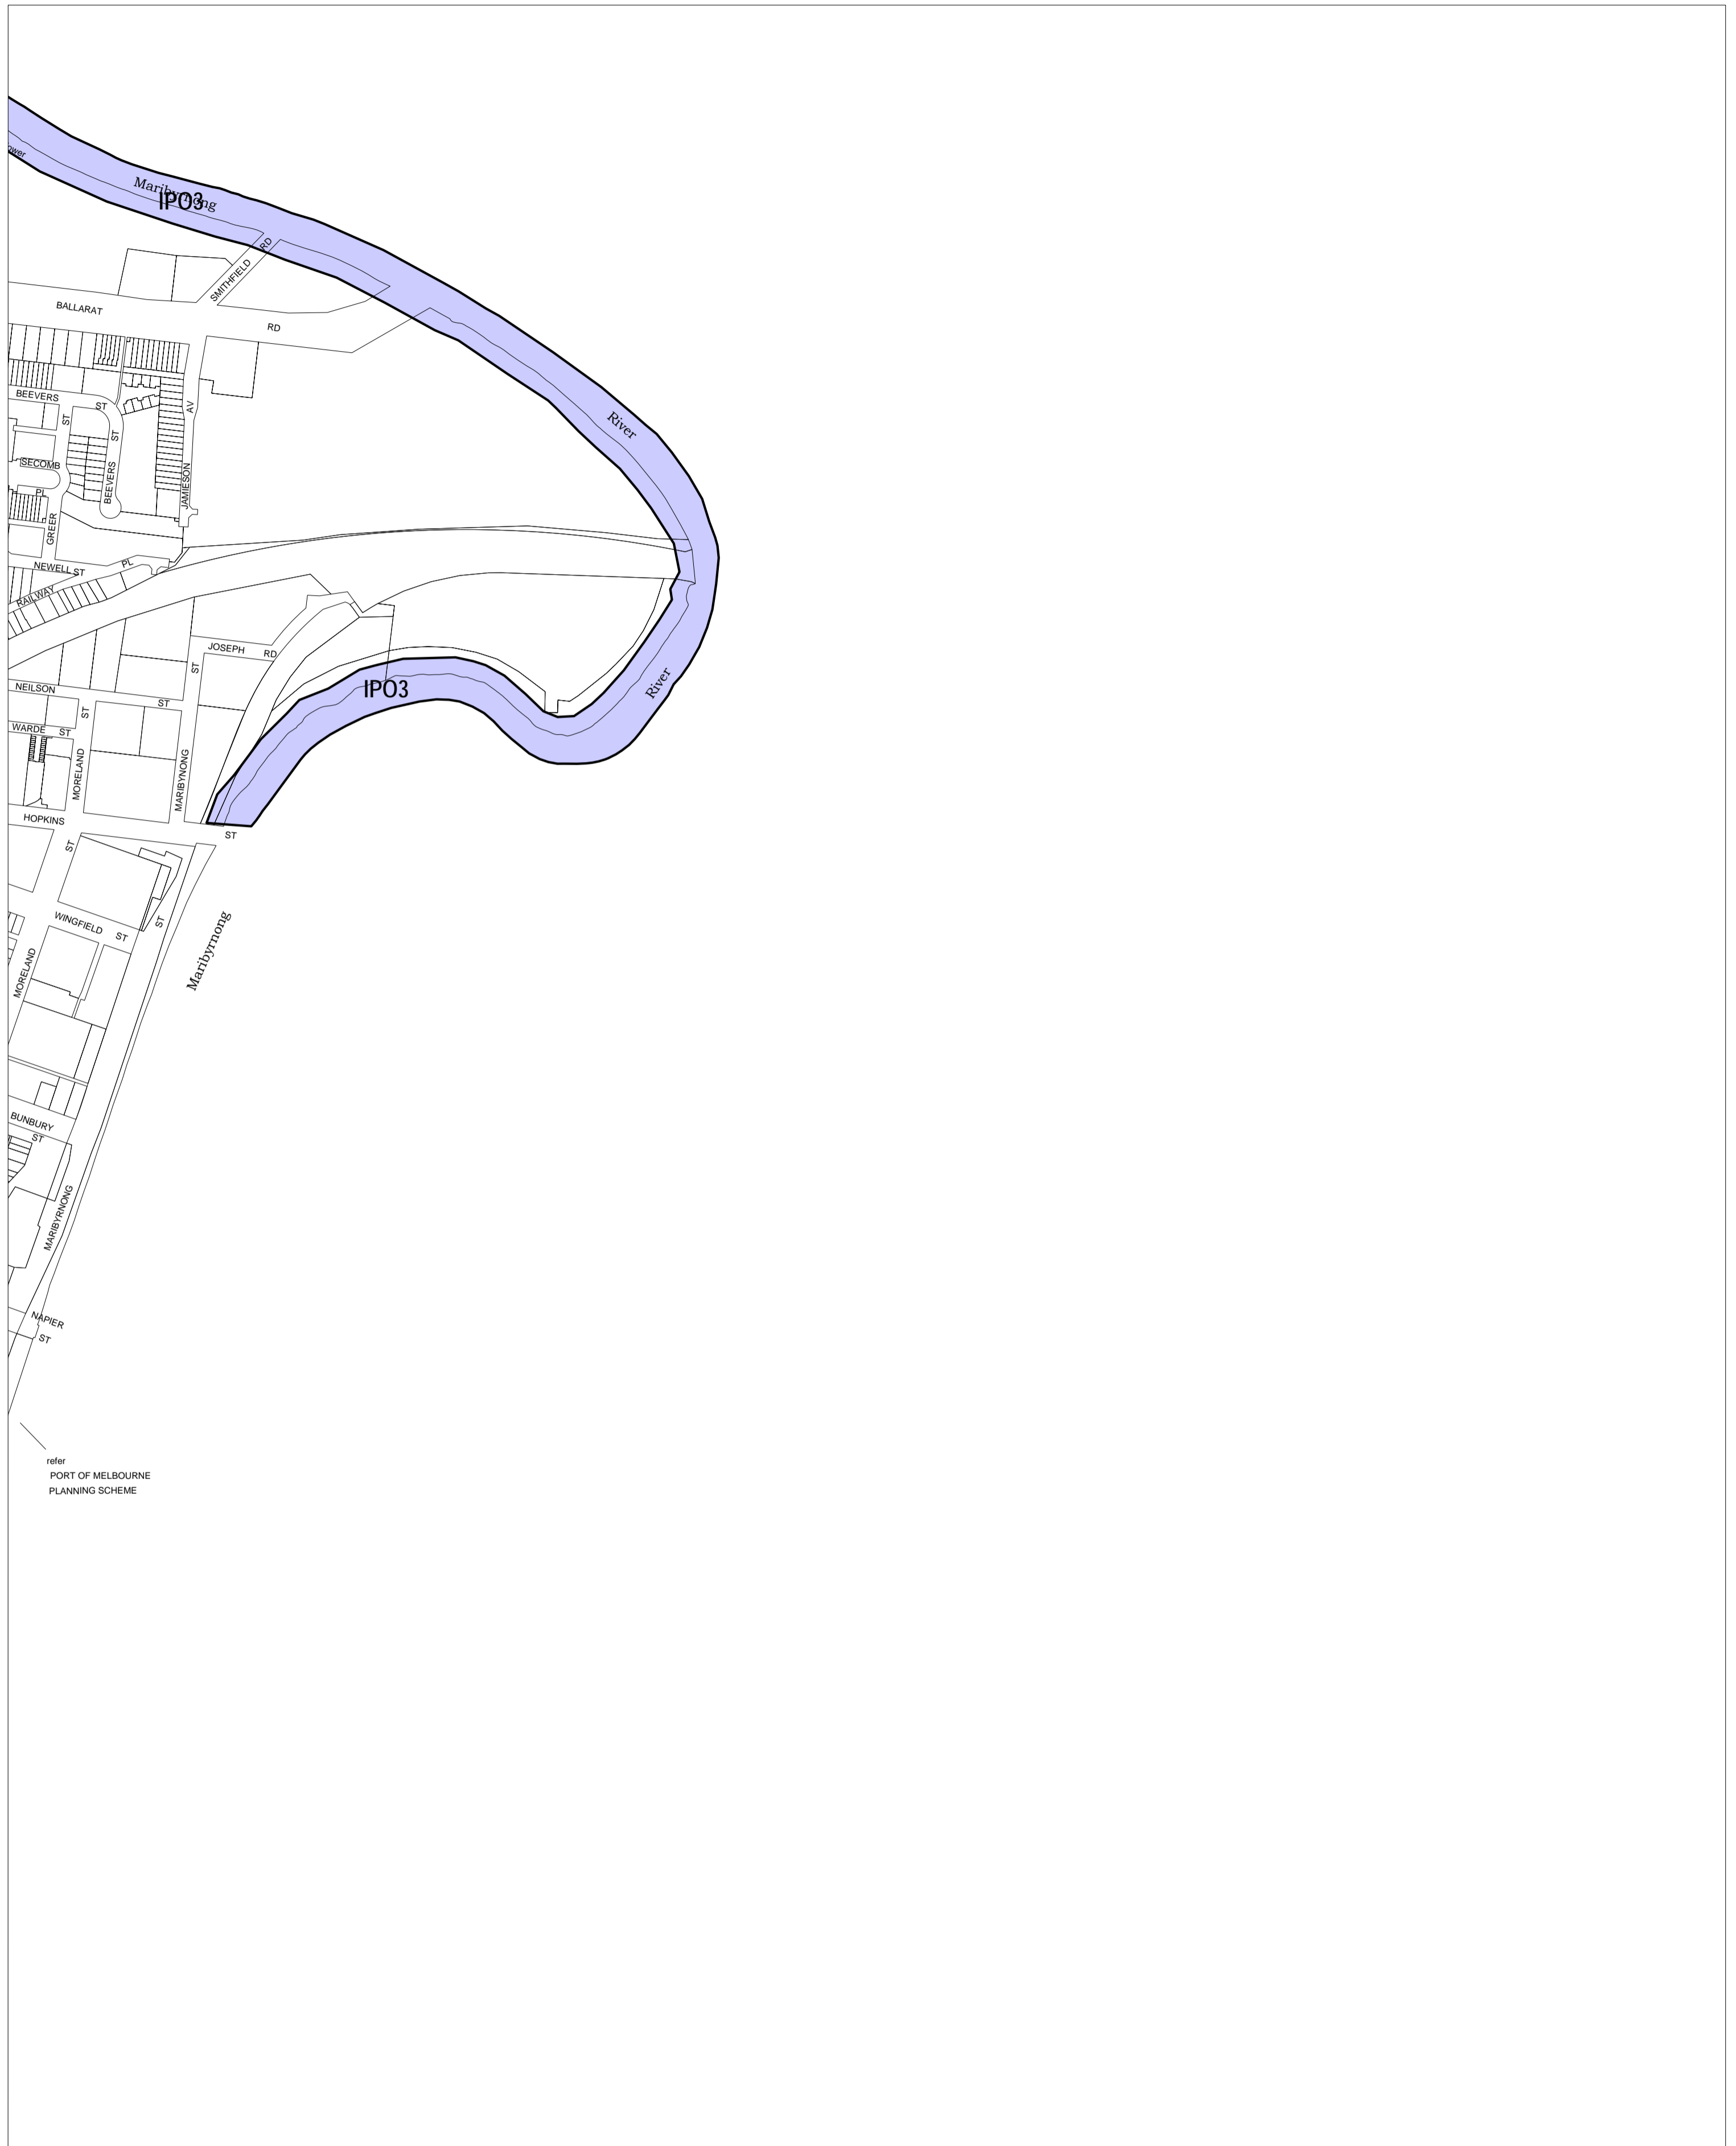 Maribyrnong
IPO3
SMITHFIELD RD
BALLARAT
RD
BEEVERS
ST
ST
ST
AV
River
SECOMB
PL
BEEVERS
JAMIESON
GREER
NEWELL ST
PL
RAILWAY
JOSEPH RD
ST
River
NEILSON
ST
IPO3
ST
WARDE ST
MORELAND
MARIBYNONG
HOPKINS
ST
ST
WINGFIELD ST
ST
Maribyrnong
MORELAND
BUNBURY
ST
MARIBYRNONG
NAPIER
ST
refer
PORT OF MELBOURNE
PLANNING SCHEME